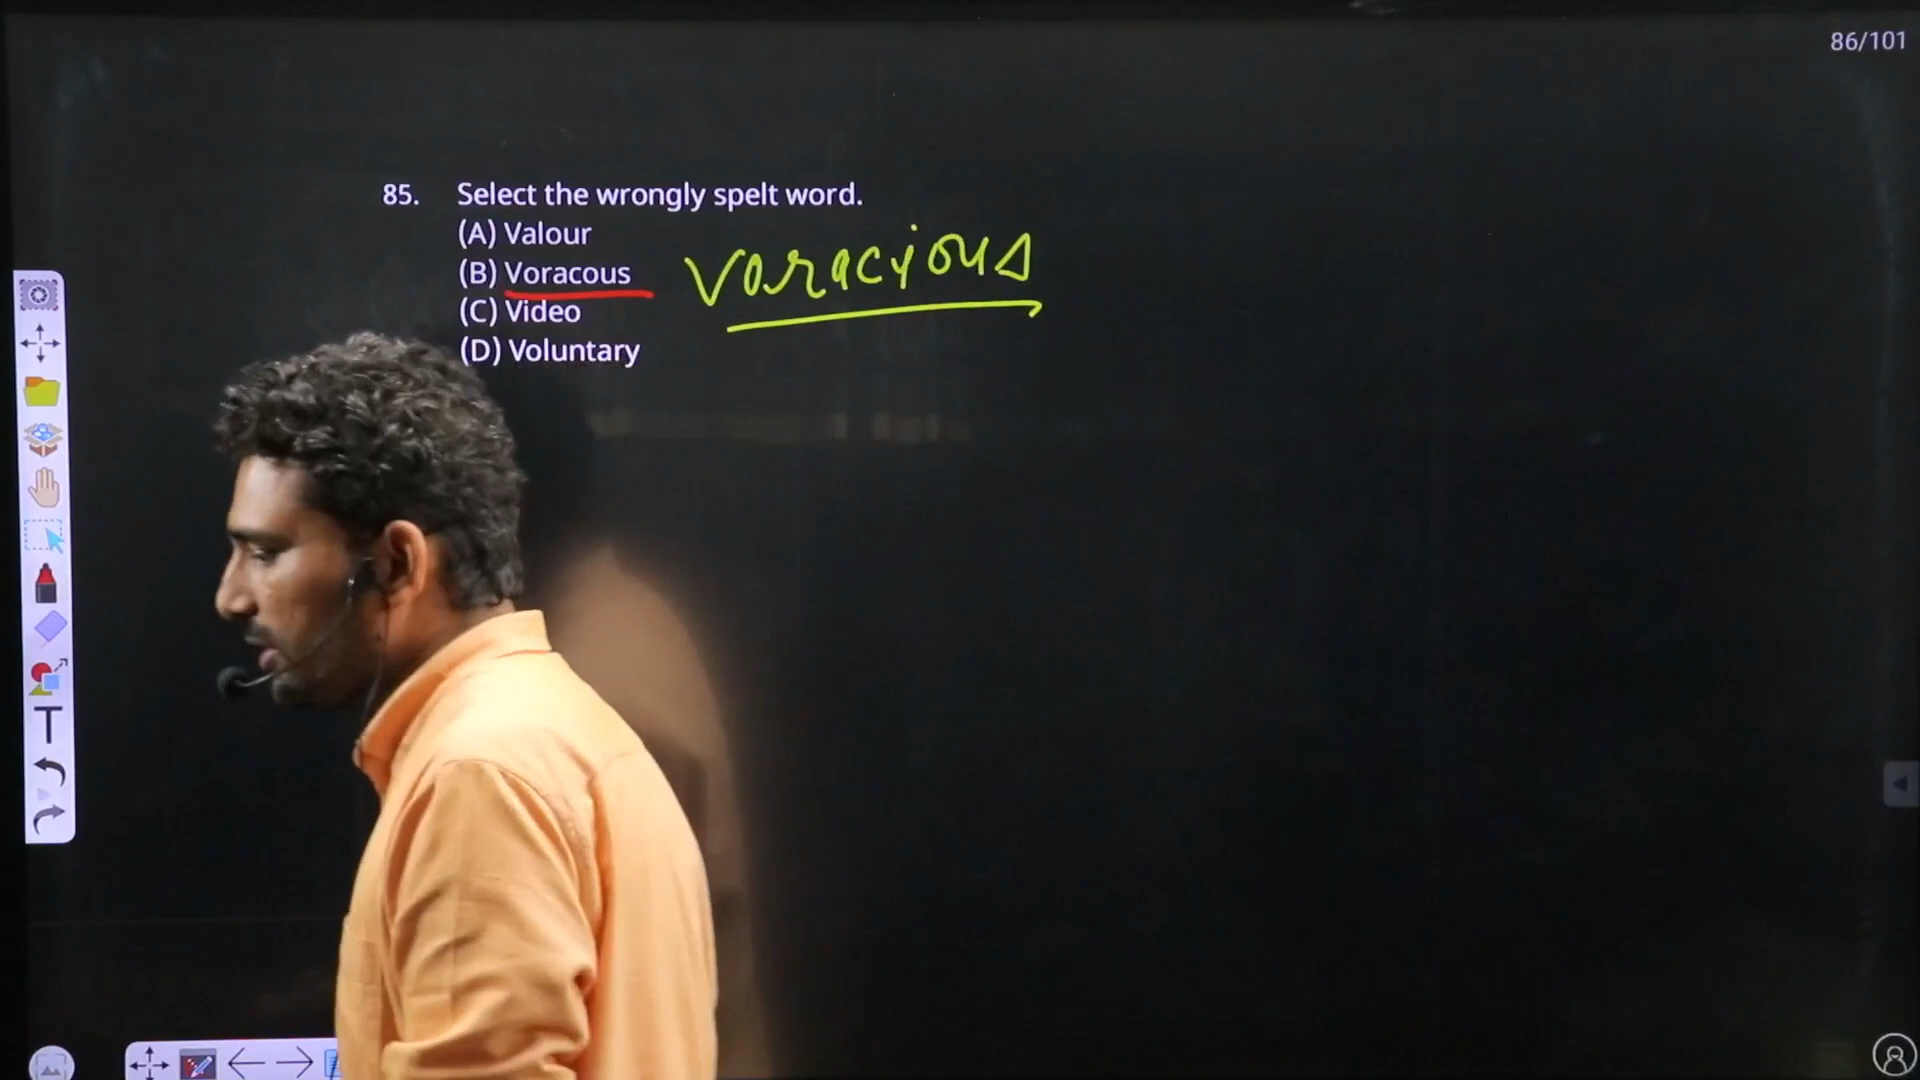 86/101
85. Select the wrongly spelt word.
(A) Valour
(B) Voracous
voracious
(C) Video
(D) Voluntary
T